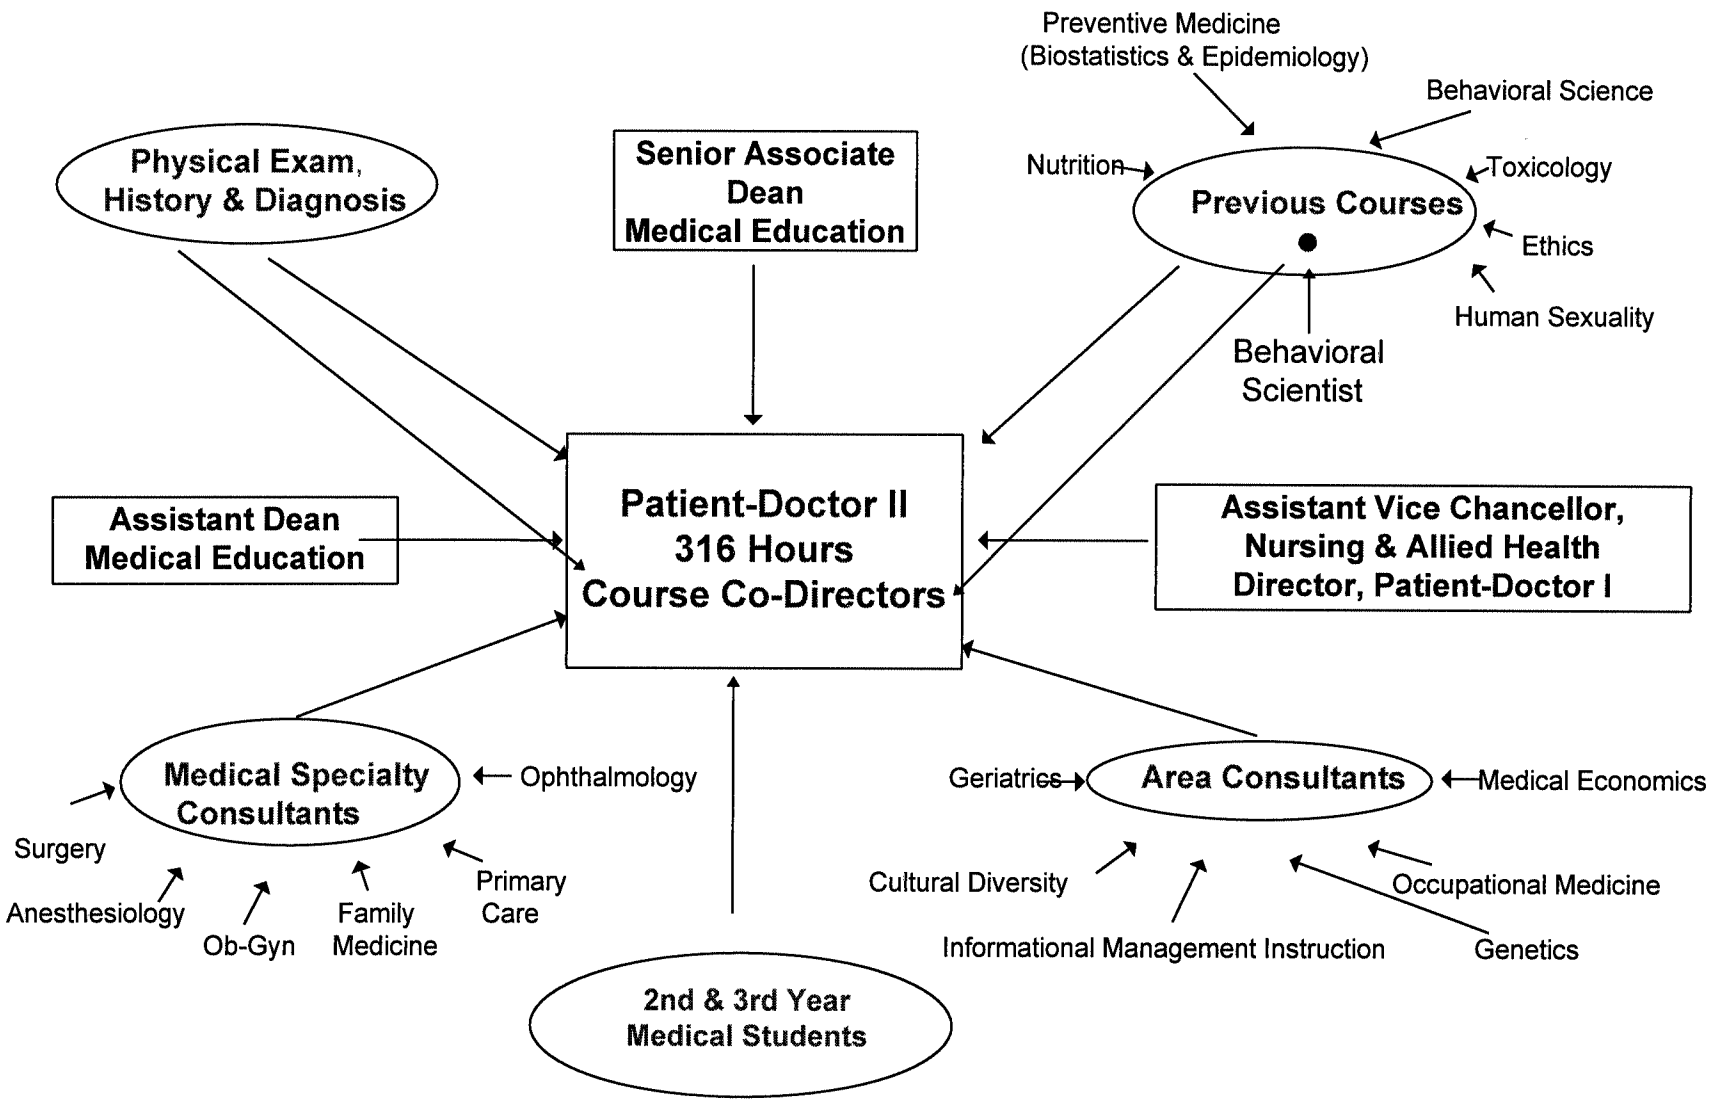 Preventive Medicine
(Biostatistics & Epidemiology)
Behavioral Science
Nutrition
Toxicology
Previous Courses
Ethics
Human Sexuality
Behavioral
Scientist
Physical Exam,
History & Diagnosis
Senior Associate
Dean
Medical Education
Assistant Dean
Medical Education
Patient-Doctor II
316 Hours
Course Co-Directors
Assistant Vice Chancellor,
Nursing & Allied Health
Director, Patient-Doctor I
Medical Specialty
Consultants
Ophthalmology
Surgery
Anesthesiology
Ob-Gyn
Family
Medicine
Primary
Care
Geriatrics
Area Consultants
Medical Economics
Cultural Diversity
Occupational Medicine
Informational Management Instruction
Genetics
2nd & 3rd Year
Medical Students